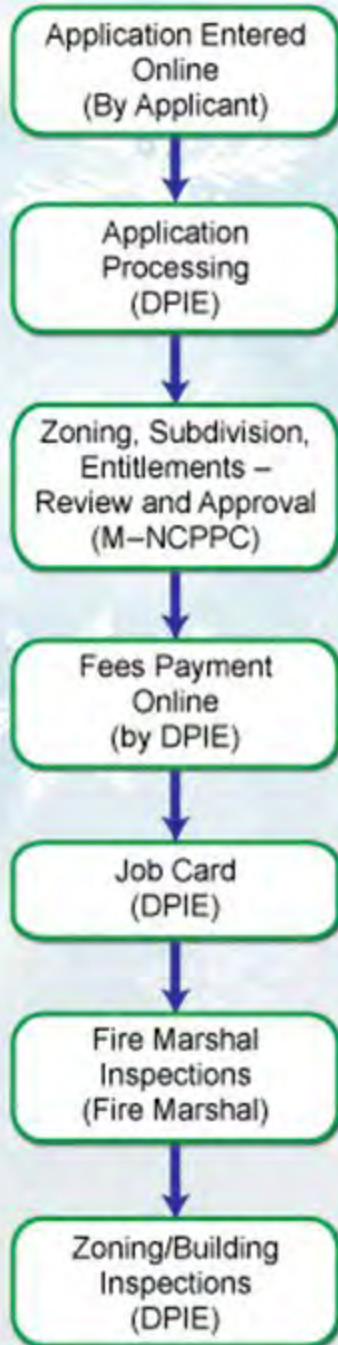 Application Entered
Online
(By Applicant)
Application
Processing
(DPIE)
Zoning, Subdivision,
Entitlements –
Review and Approval
(M–NCPPC)
Fees Payment
Online
(by DPIE)
Job Card
(DPIE)
Fire Marshal
Inspections
(Fire Marshal)
Zoning/Building
Inspections
(DPIE)